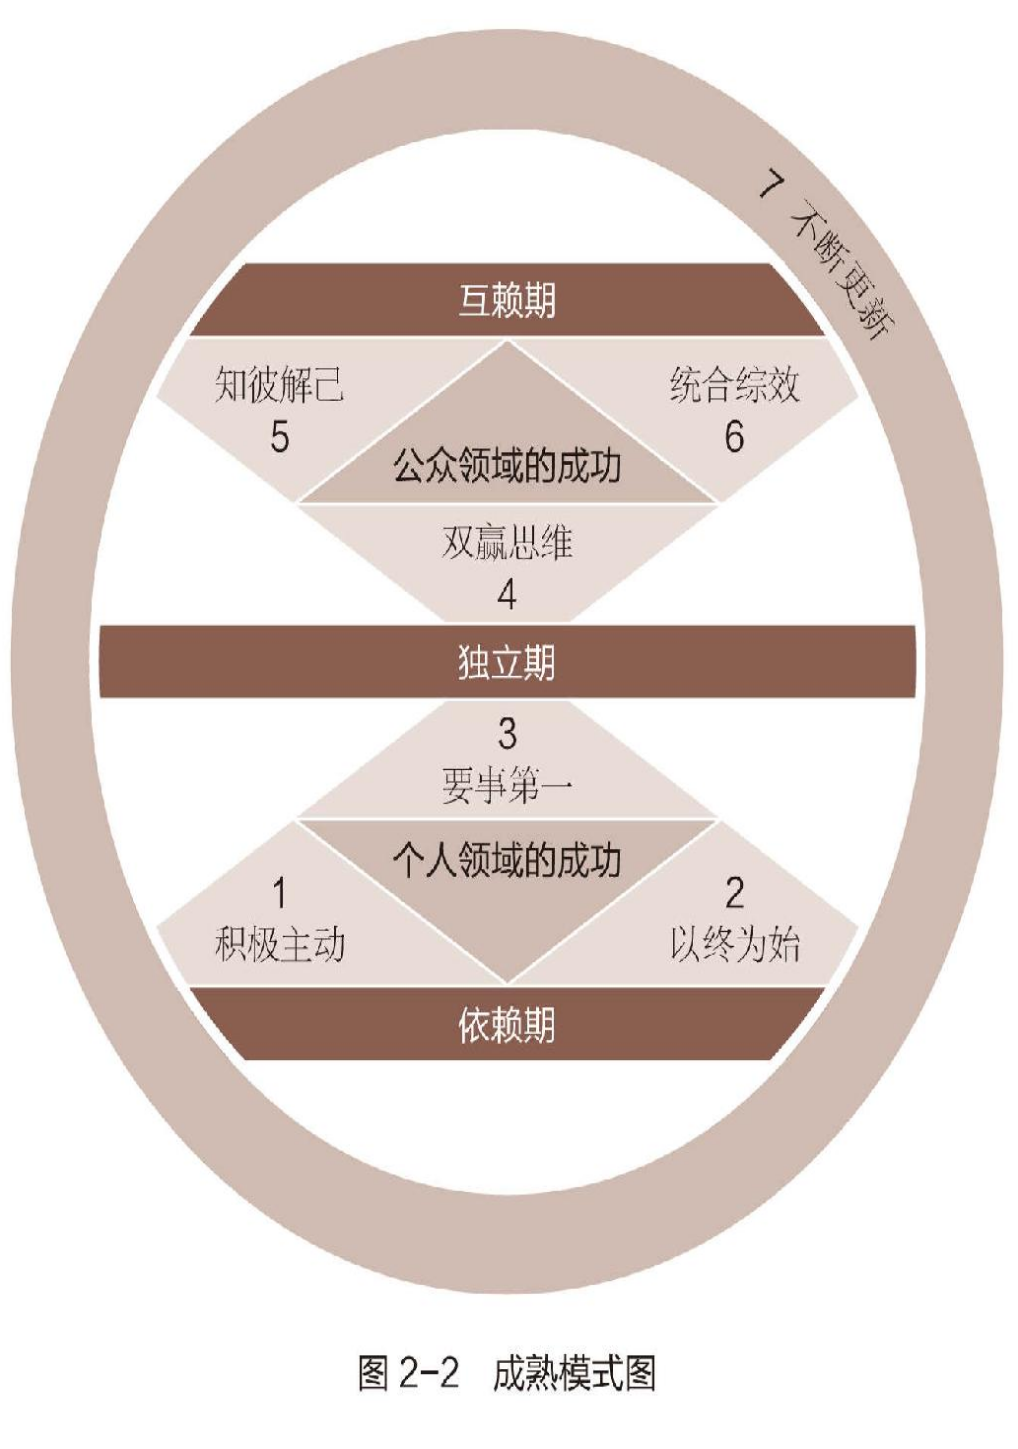 7 不断更新
互赖期
知彼解己
5
统合综效
6
公众领域的成功
双赢思维
4
独立期
3
要事第一
个人领域的成功
1
积极主动
2
以终为始
依赖期
图 2-2 成熟模式图